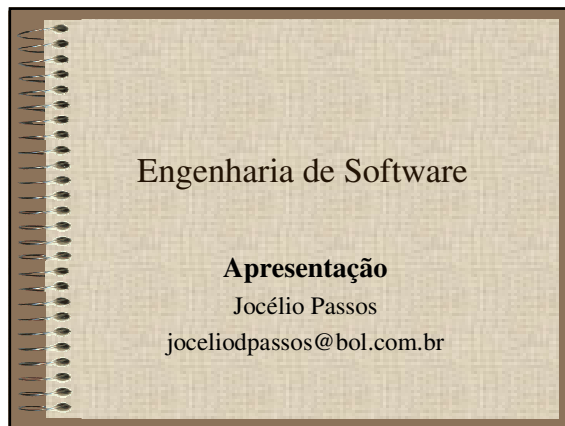 Engenharia de Software
Apresentação
Jocélio Passos
joceliodpassos@bol.com.br